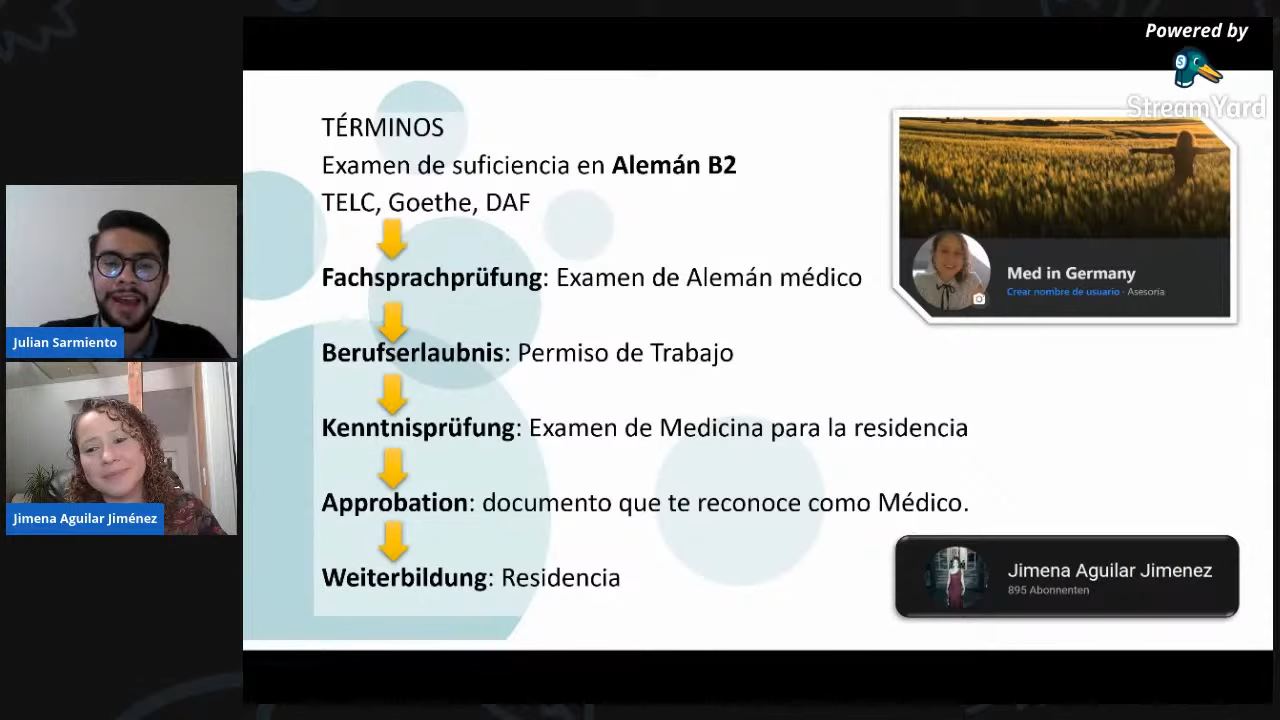 Powered by
StreamYard
TÉRMINOS
Examen de suficiencia en Alemán B2
TELC, Goethe, DAF
Fachsprachprüfung: Examen de Alemán médico
Berufserlaubnis: Permiso de Trabajo
Kenntnisprüfung: Examen de Medicina para la residencia
Approbation: documento que te reconoce como Médico.
Weiterbildung: Residencia
Med in Germany
Crear nombre de usuario · Asesoría
Jimena Aguilar Jimenez
895 Abonnenten
Julian Sarmiento
Jimena Aguilar Jiménez